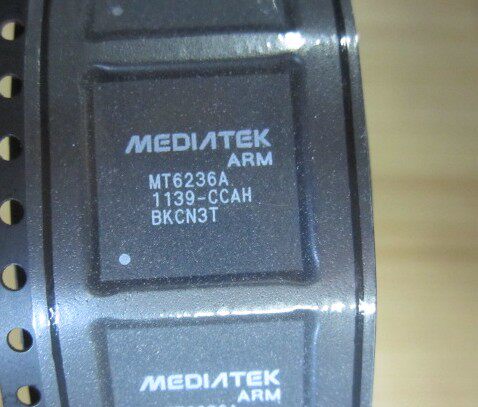 MEDIATEK
ARM
MT6236A
1139-CCAH
BKCN3T
MEDIATEK
ARM